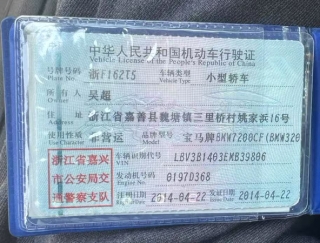 中华人民共和国机动车行驶证
Vehicle License of the People's Republic of China
号牌号码 浙F162T5 车辆类型 小型轿车
Plate No. Vehicle Type
所有人 吴超
Owner
住址 浙江省嘉善县魏塘镇三里桥村姚家浜16号
Address
使用性质 非营运 品牌型号 宝马牌BMW7200CF(BMW320
Use Character
浙江省嘉兴 车辆识别代号 LBV3B1403EMB39806
VIN
市公安局交 发动机号码 0197D368
Engine No.
通警察支队 注册日期 2014-04-22 发证日期 2014-04-22
Register Date Issue Date